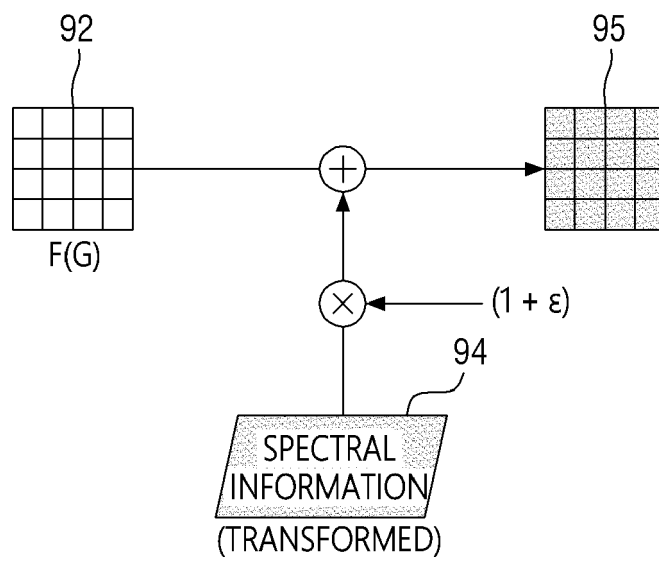 92
95
F(G)
+
×
(1 + ε)
94
SPECTRAL
INFORMATION
(TRANSFORMED)